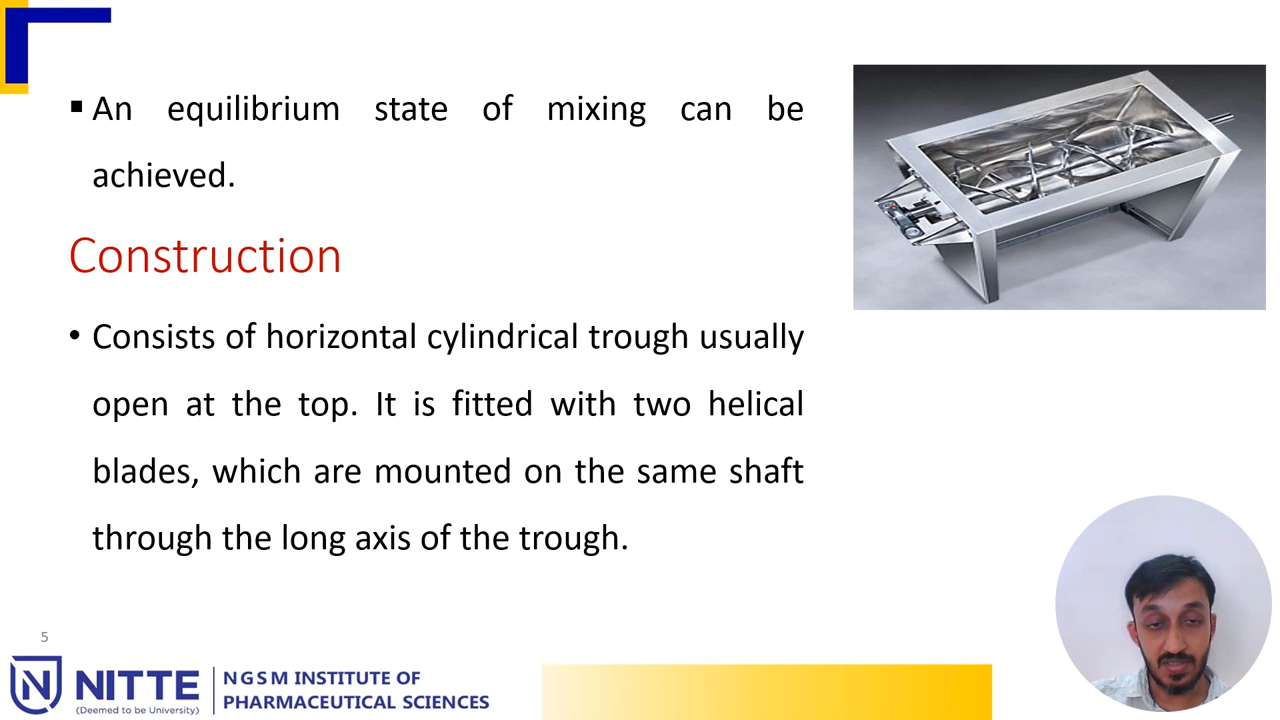 ▪ An equilibrium state of mixing can be
achieved.
Construction
• Consists of horizontal cylindrical trough usually
open at the top. It is fitted with two helical
blades, which are mounted on the same shaft
through the long axis of the trough.
5
NITTE
(Deemed to be University)
NGSM INSTITUTE OF
PHARMACEUTICAL SCIENCES